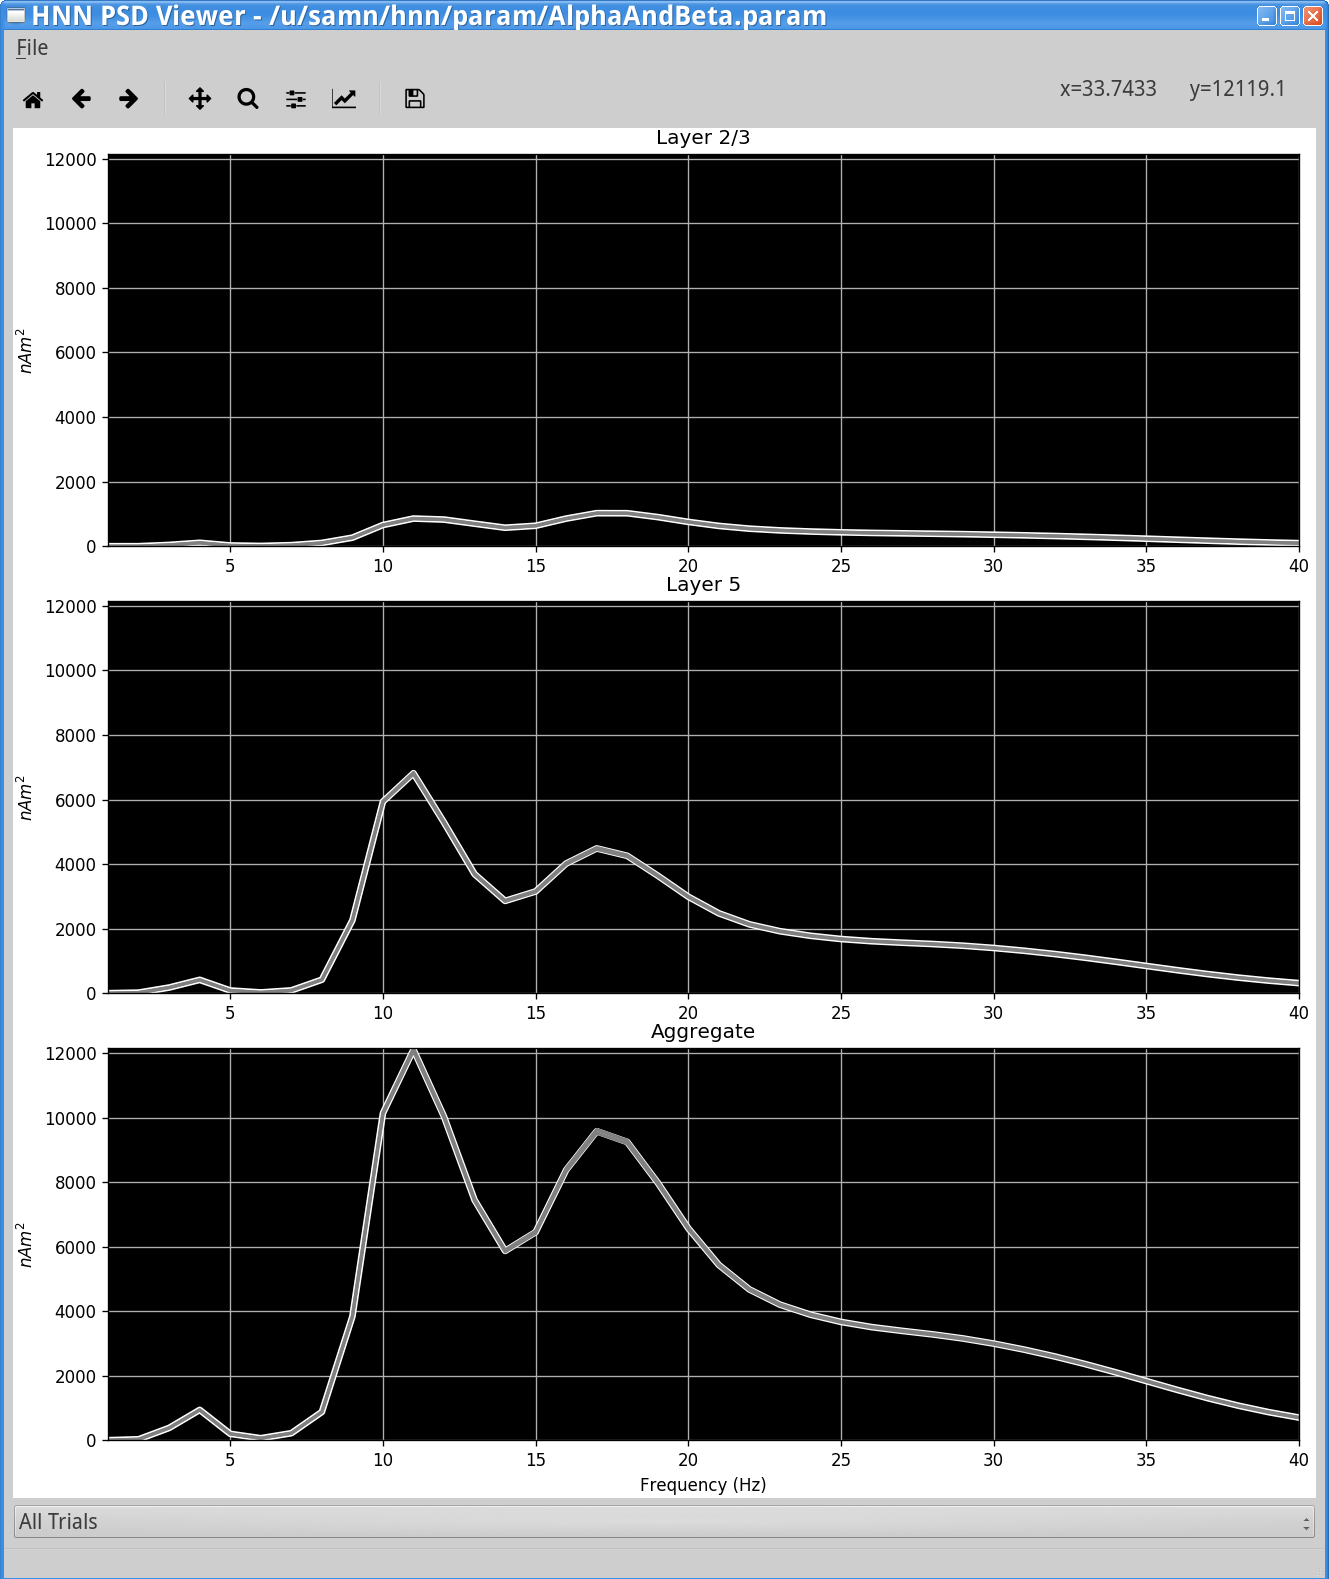 HNN PSD Viewer - /u/samn/hnn/param/AlphaAndBeta.param
File
x=33.7433 y=12119.1
Layer 2/3
12000
10000
8000
6000
4000
2000
0
nAm²
5 10 15 20 25 30 35 40
Layer 5
12000
10000
8000
6000
4000
2000
0
nAm²
5 10 15 20 25 30 35 40
Aggregate
12000
10000
8000
6000
4000
2000
0
nAm²
5 10 15 20 25 30 35 40
Frequency (Hz)
All Trials